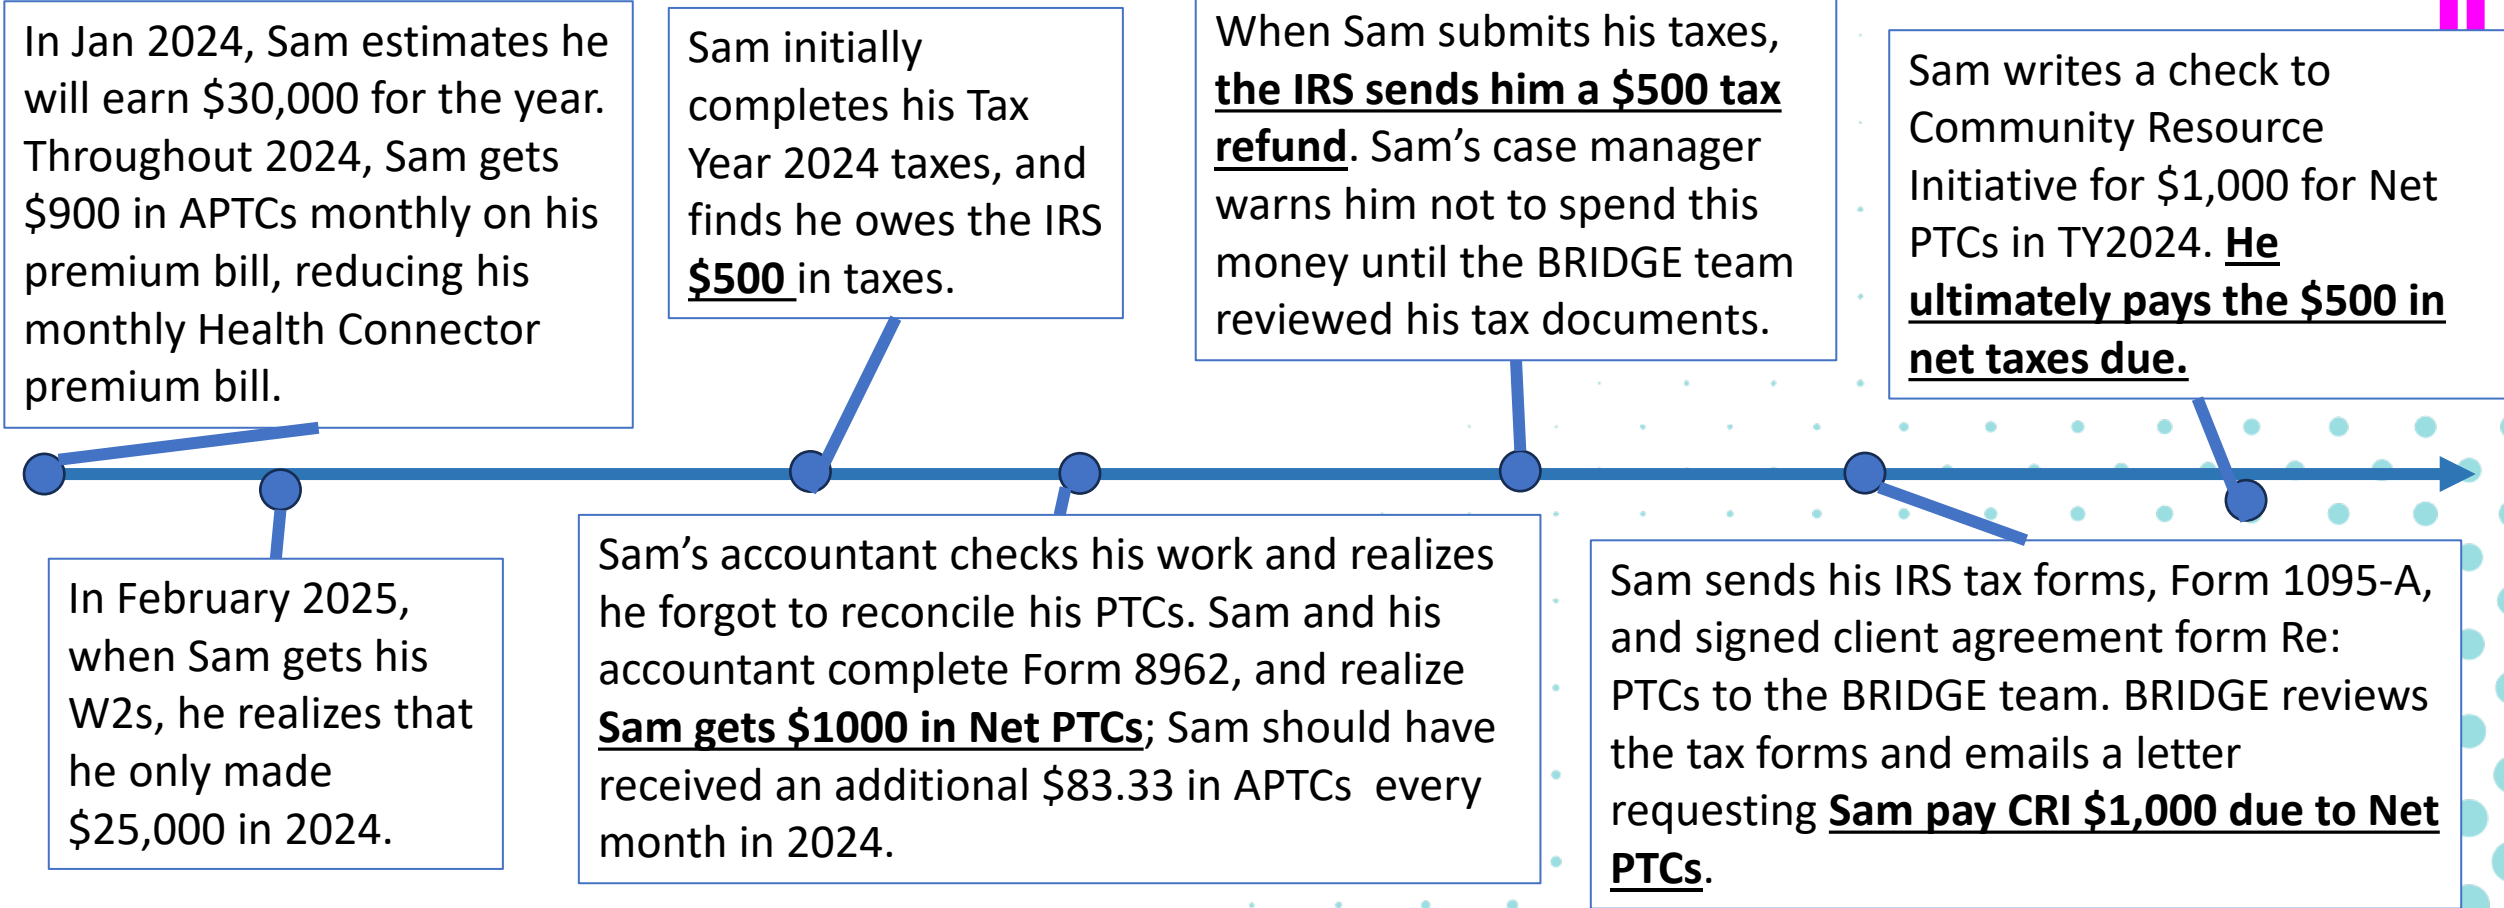 In Jan 2024, Sam estimates he
will earn $30,000 for the year.
Throughout 2024, Sam gets
$900 in APTCs monthly on his
premium bill, reducing his
monthly Health Connector
premium bill.
In February 2025,
when Sam gets his
W2s, he realizes that
he only made
$25,000 in 2024.
Sam initially
completes his Tax
Year 2024 taxes, and
finds he owes the IRS
$500 in taxes.
Sam’s accountant checks his work and realizes
he forgot to reconcile his PTCs. Sam and his
accountant complete Form 8962, and realize
Sam gets $1000 in Net PTCs; Sam should have
received an additional $83.33 in APTCs every
month in 2024.
When Sam submits his taxes,
the IRS sends him a $500 tax
refund. Sam’s case manager
warns him not to spend this
money until the BRIDGE team
reviewed his tax documents.
Sam sends his IRS tax forms, Form 1095-A,
and signed client agreement form Re:
PTCs to the BRIDGE team. BRIDGE reviews
the tax forms and emails a letter
requesting Sam pay CRI $1,000 due to Net
PTCs.
Sam writes a check to
Community Resource
Initiative for $1,000 for Net
PTCs in TY2024. He
ultimately pays the $500 in
net taxes due.